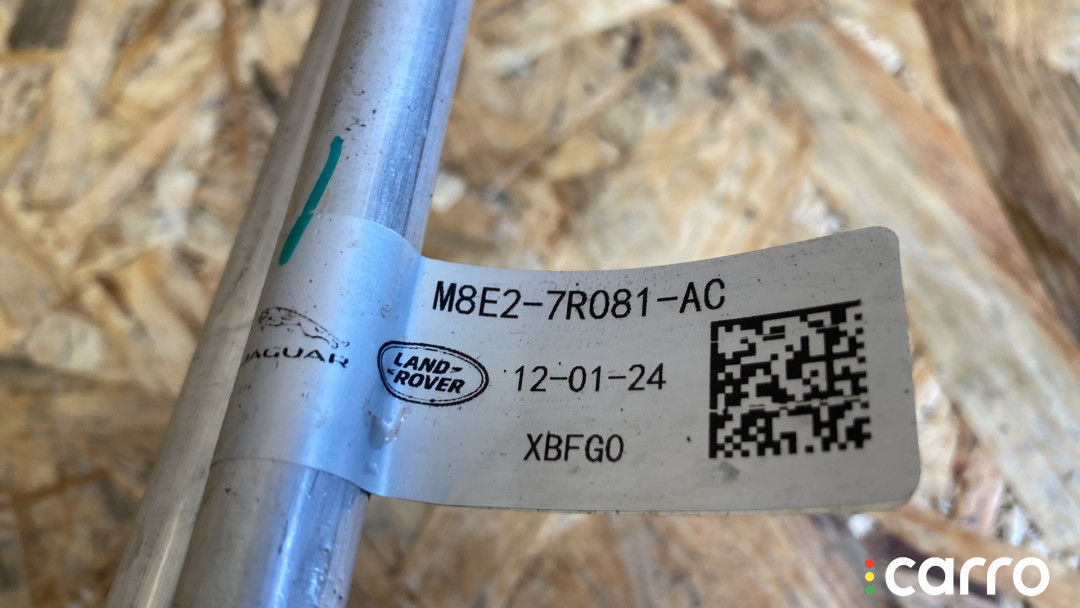 M8E2-7R081-AC
JAGUAR
LAND-
-ROVER
12-01-24
XBFG0
carro